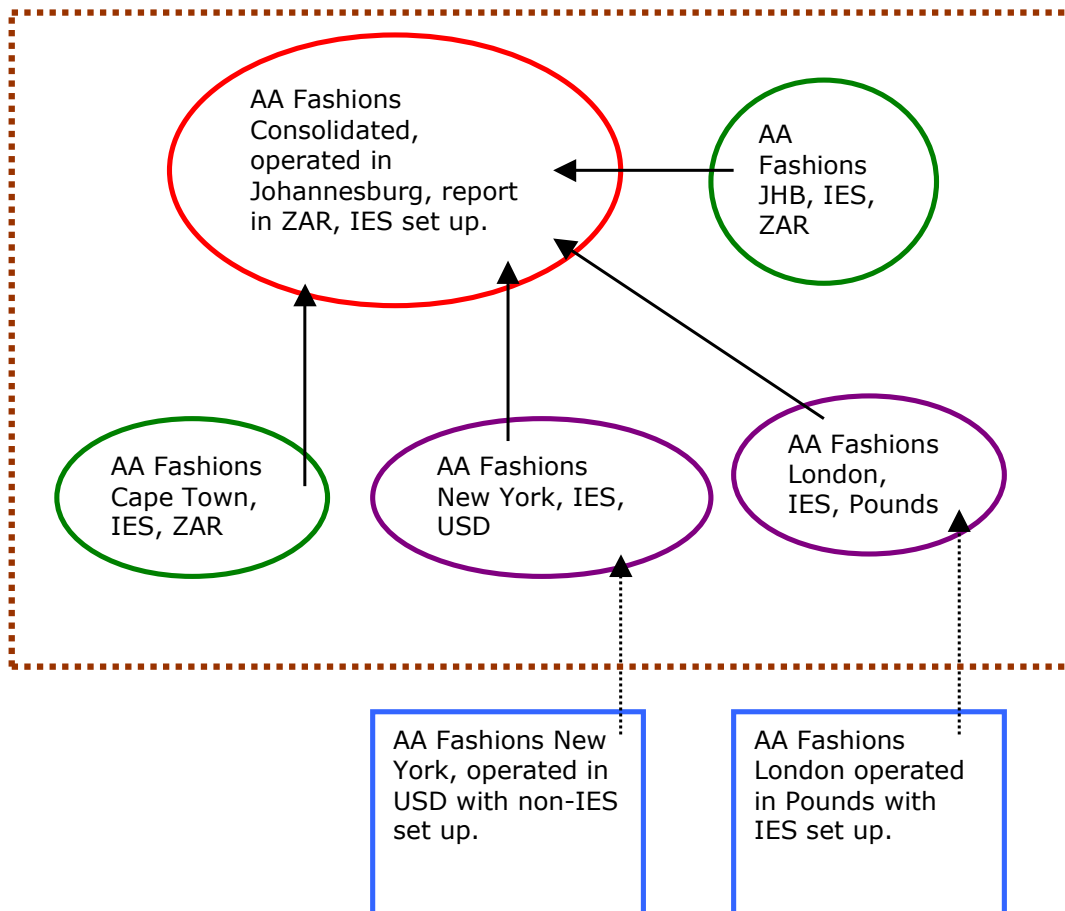 AA Fashions
Consolidated,
operated in
Johannesburg, report
in ZAR, IES set up.
AA
Fashions
JHB, IES,
ZAR
AA Fashions
Cape Town,
IES, ZAR
AA Fashions
New York, IES,
USD
AA Fashions
London,
IES, Pounds
AA Fashions New
York, operated in
USD with non-IES
set up.
AA Fashions
London operated
in Pounds with
IES set up.